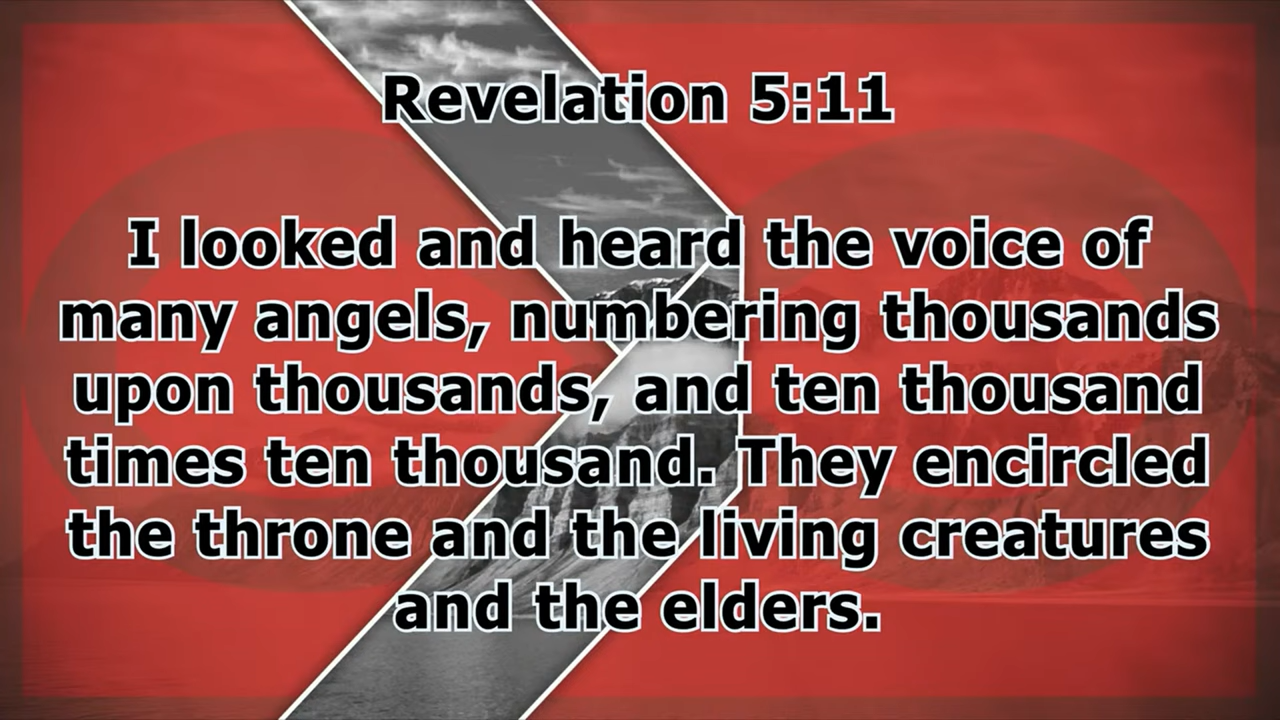 Revelation 5:11
I looked and heard the voice of
many angels, numbering thousands
upon thousands, and ten thousand
times ten thousand. They encircled
the throne and the living creatures
and the elders.